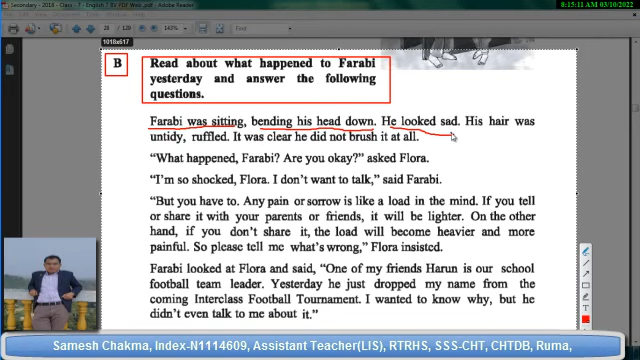 Secondary - 2018 - Class - 7 - English 7 BV PDF Web .pdf - Adobe Reader
8:15:11 AM 03/10/2022
28 / 128
143%
1018x617
B
Read about what happened to Farabi
yesterday and answer the following
questions.
Farabi was sitting, bending his head down. He looked sad. His hair was
untidy, ruffled. It was clear he did not brush it at all.
“What happened, Farabi? Are you okay?” asked Flora.
“I’m so shocked, Flora. I don’t want to talk,” said Farabi.
“But you have to. Any pain or sorrow is like a load in the mind. If you tell
or share it with your parents or friends, it will be lighter. On the other
hand, if you don’t share it, the load will become heavier and more
painful. So please tell me what’s wrong,” Flora insisted.
Farabi looked at Flora and said, “One of my friends Harun is our school
football team leader. Yesterday he just dropped my name from the
coming Interclass Football Tournament. I wanted to know why, but he
didn’t even talk to me about it.”
Samesh Chakma, Index-N1114609, Assistant Teacher(LIS), RTRHS, SSS-CHT, CHTDB, Ruma,